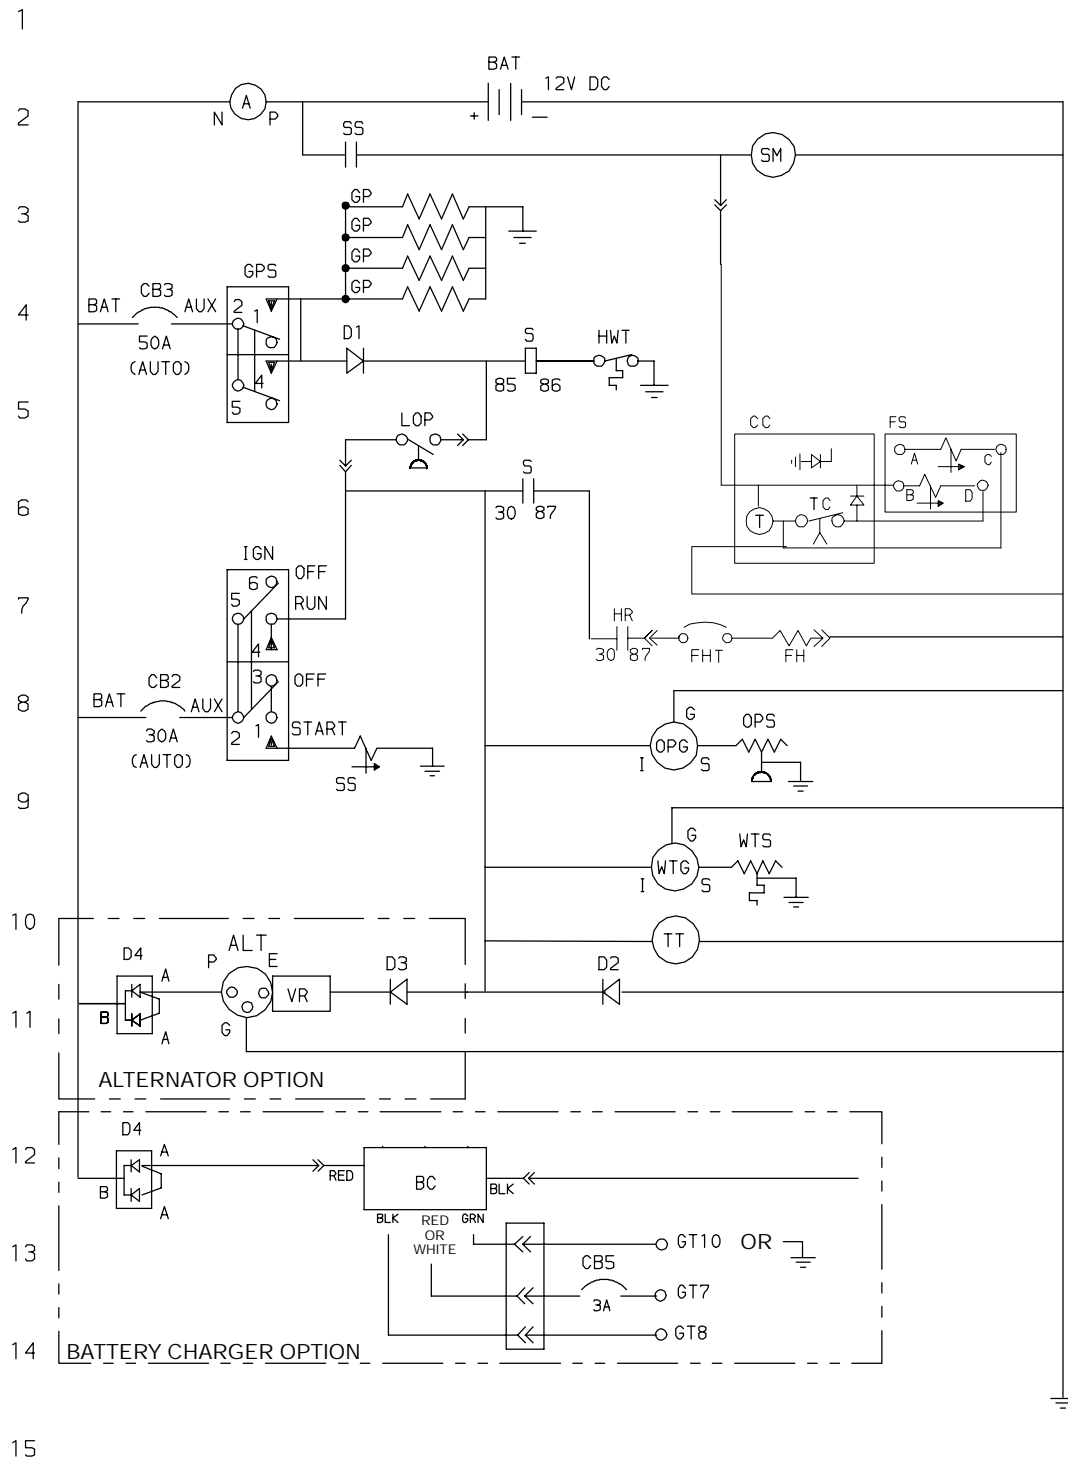 1
BAT
12V DC
2
A
N
P
+
—
SS
SM
3
GP
GP
GP
GP
GPS
4
BAT
CB3
AUX
50A
(AUTO)
2
1
4
5
D1
S
85
86
HWT
5
LOP
CC
FS
A
C
B
D
T
TC
6
S
30
87
IGN
6
OFF
5
RUN
4
7
HR
30
87
FHT
FH
3
OFF
8
BAT
CB2
AUX
30A
(AUTO)
2
1
START
SS
G
OPS
OPG
I
S
9
G
WTS
WTG
I
S
10
D4
A
P
ALT
E
VR
D3
TT
D2
11
B
A
G
ALTERNATOR OPTION
D4
12
A
B
A
RED
BC
BLK
BLK
RED
OR
WHITE
GRN
13
GT10
OR
CB5
3A
GT7
GT8
14
BATTERY CHARGER OPTION
15